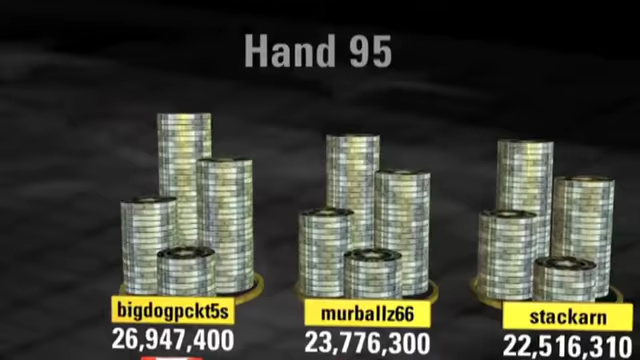 Hand 95
bigdogpckt5s
murballz66
stackarn
26,947,400
23,776,300
22,516,310